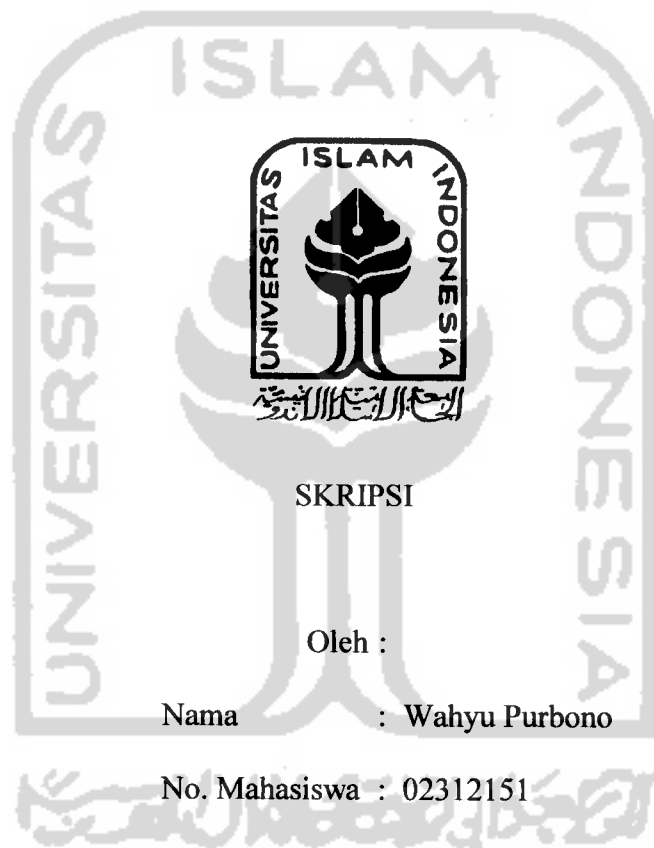 UNIVERSITAS ISLAM INDONESIA
UNIVERSITAS ISLAM INDONESIA
SKRIPSI
Oleh :
Nama : Wahyu Purbono
No. Mahasiswa : 02312151